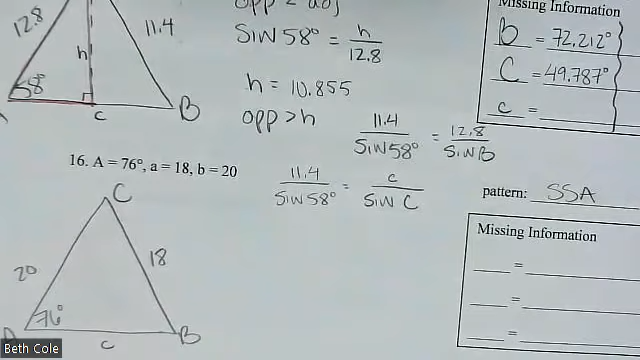 opp < adj
Missing Information
12.8
11.4
h
58°
c
B
sin 58° = h/12.8
h = 10.855
opp > h
11.4/sin 58° = 12.8/sin B
B = 72.212°
C = 49.787°
c =
16. A = 76°, a = 18, b = 20
11.4/sin 58° = c/sin C
pattern: SSA
Missing Information
=
=
=
C
20
18
76°
c
B
Beth Cole